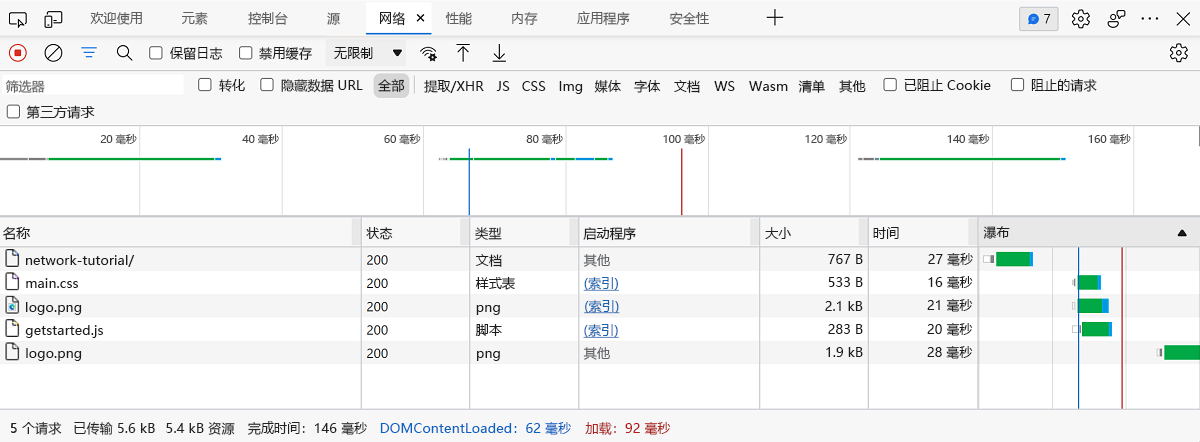 欢迎使用 元素 控制台 源 网络 性能 内存 应用程序 安全性 7
保留日志 禁用缓存 无限制
筛选器 转化 隐藏数据 URL 全部 提取/XHR JS CSS Img 媒体 字体 文档 WS Wasm 清单 其他 已阻止 Cookie 阻止的请求
第三方请求
20 毫秒 40 毫秒 60 毫秒 80 毫秒 100 毫秒 120 毫秒 140 毫秒 160 毫秒
名称 状态 类型 启动程序 大小 时间 瀑布
network-tutorial/ 200 文档 其他 767 B 27 毫秒
main.css 200 样式表 (索引) 533 B 16 毫秒
logo.png 200 png (索引) 2.1 kB 21 毫秒
getstarted.js 200 脚本 (索引) 283 B 20 毫秒
logo.png 200 png 其他 1.9 kB 28 毫秒
5 个请求 已传输 5.6 kB 5.4 kB 资源 完成时间：146 毫秒 DOMContentLoaded：62 毫秒 加载：92 毫秒